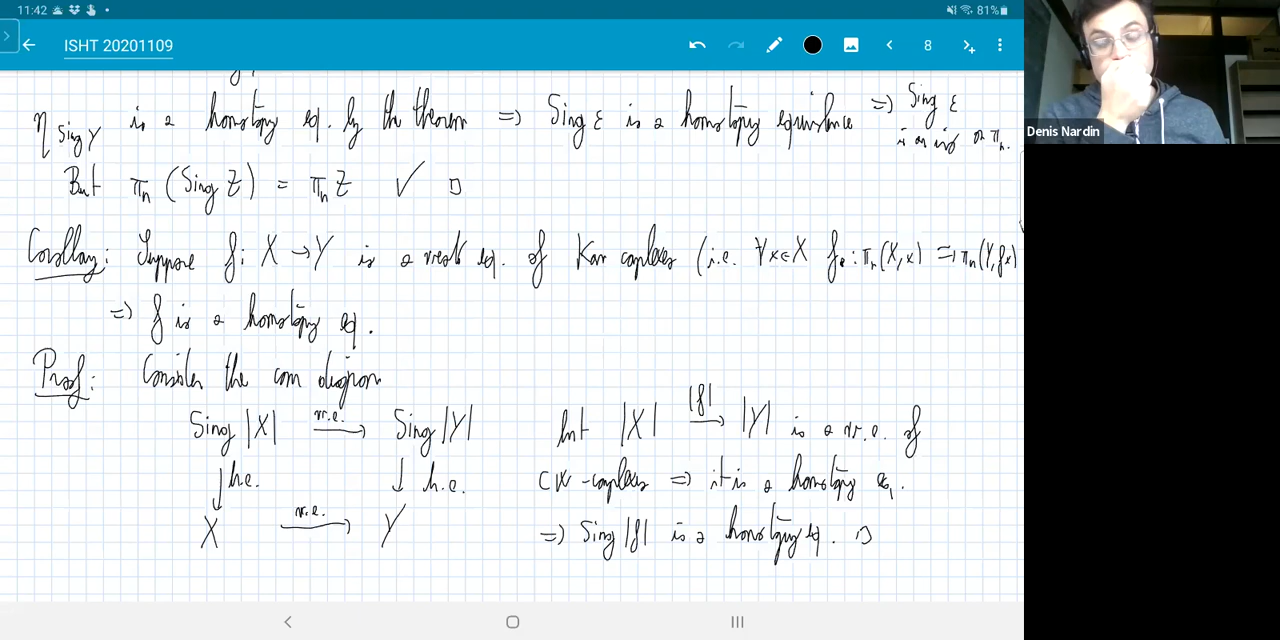 11:42
81%
ISHT 20201109
8
Denis Nardin
η_{Sing Y} is a homotopy eq. by the theorem ⇒ Sing ε is a homotopy equivalence ⇒ Sing ε is an iso on π_n.
But π_n (Sing Z) = π_n Z ✓ □
Corollary: Suppose f: X → Y is a weak eq. of Kan complexes (i.e. ∀x∈X f_*: π_n(X,x) ⥲ π_n(Y,fx)
⇒ f is a homotopy eq.
Proof: Consider the com diagram
Sing |X| —w.e.→ Sing |Y|
↓ h.e. ↓ h.e.
X —w.e.→ Y
but |X| —|f|→ |Y| is a w.e. of
CW-complexes ⇒ it is a homotopy eq.
⇒ Sing |f| is a homotopy eq. □